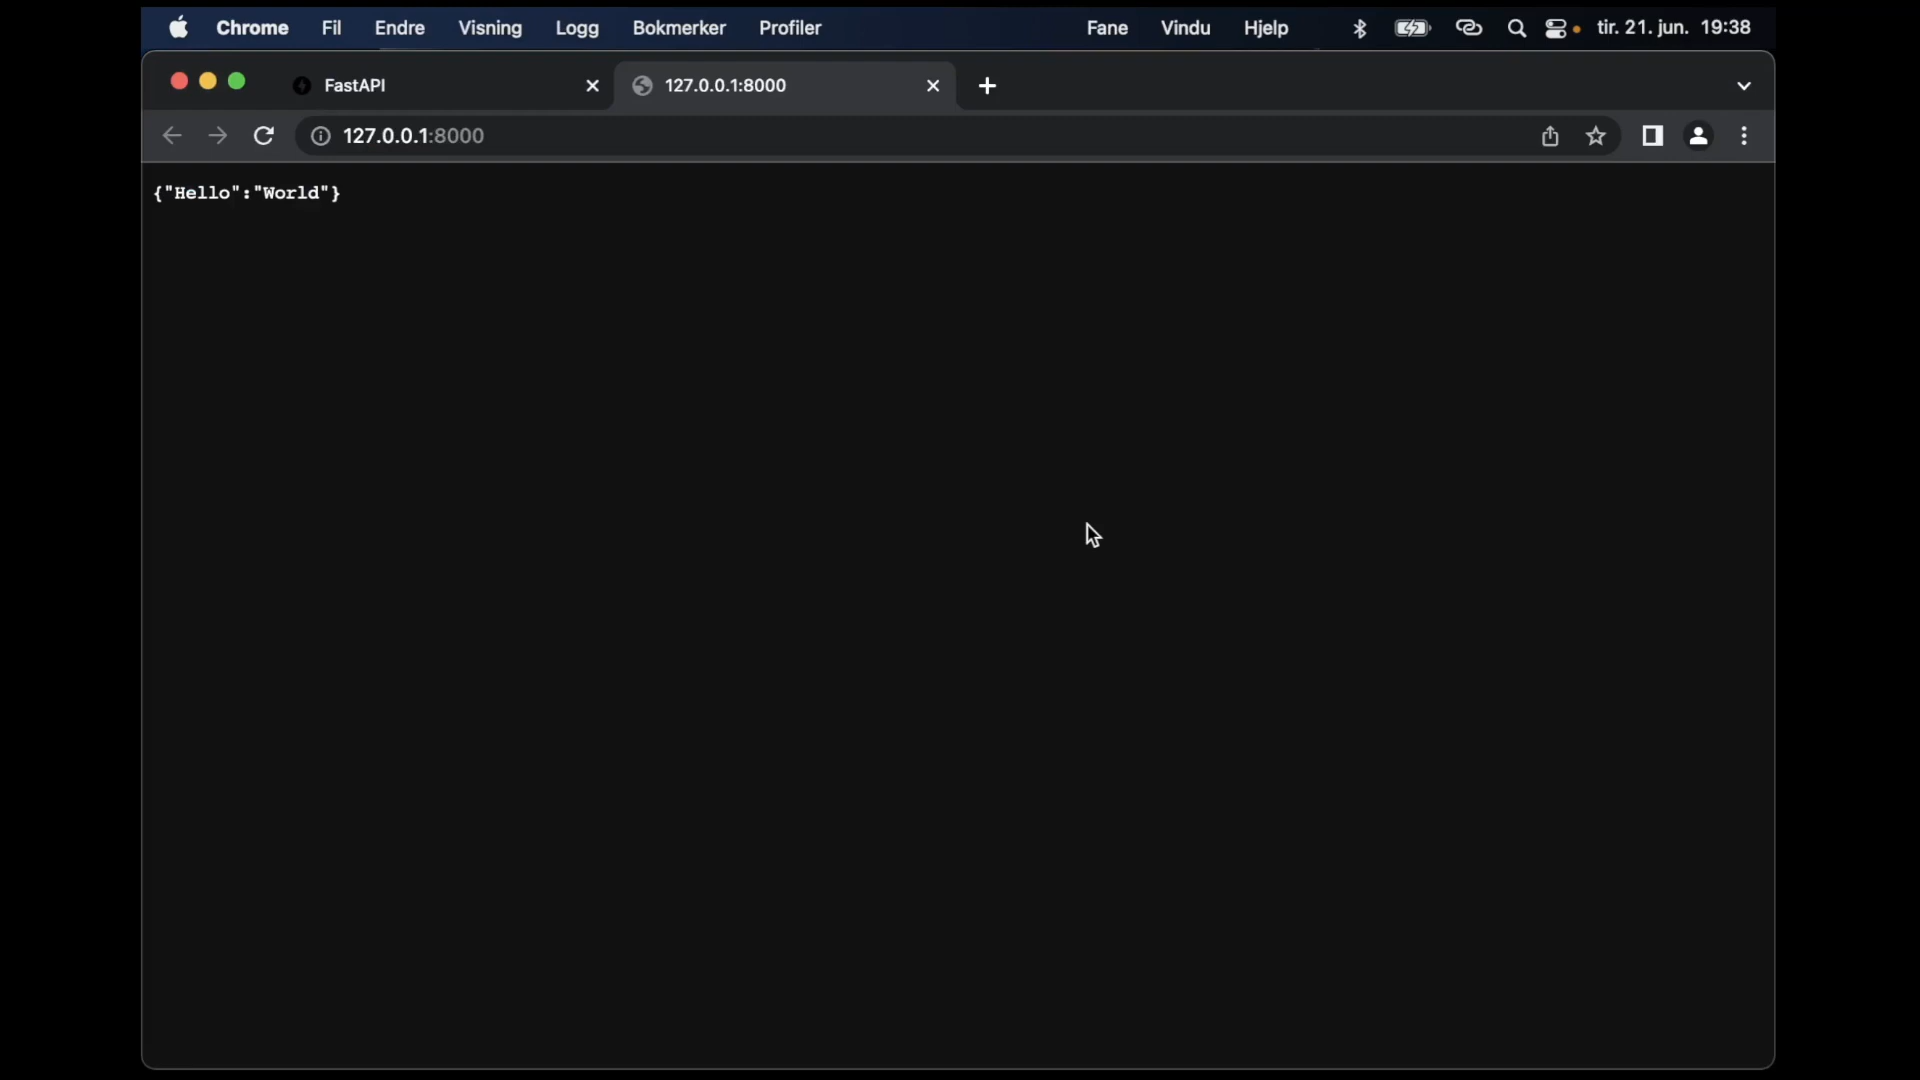 Chrome Fil Endre Visning Logg Bokmerker Profiler Fane Vindu Hjelp tir. 21. jun. 19:38
FastAPI 127.0.0.1:8000
127.0.0.1:8000
{"Hello":"World"}